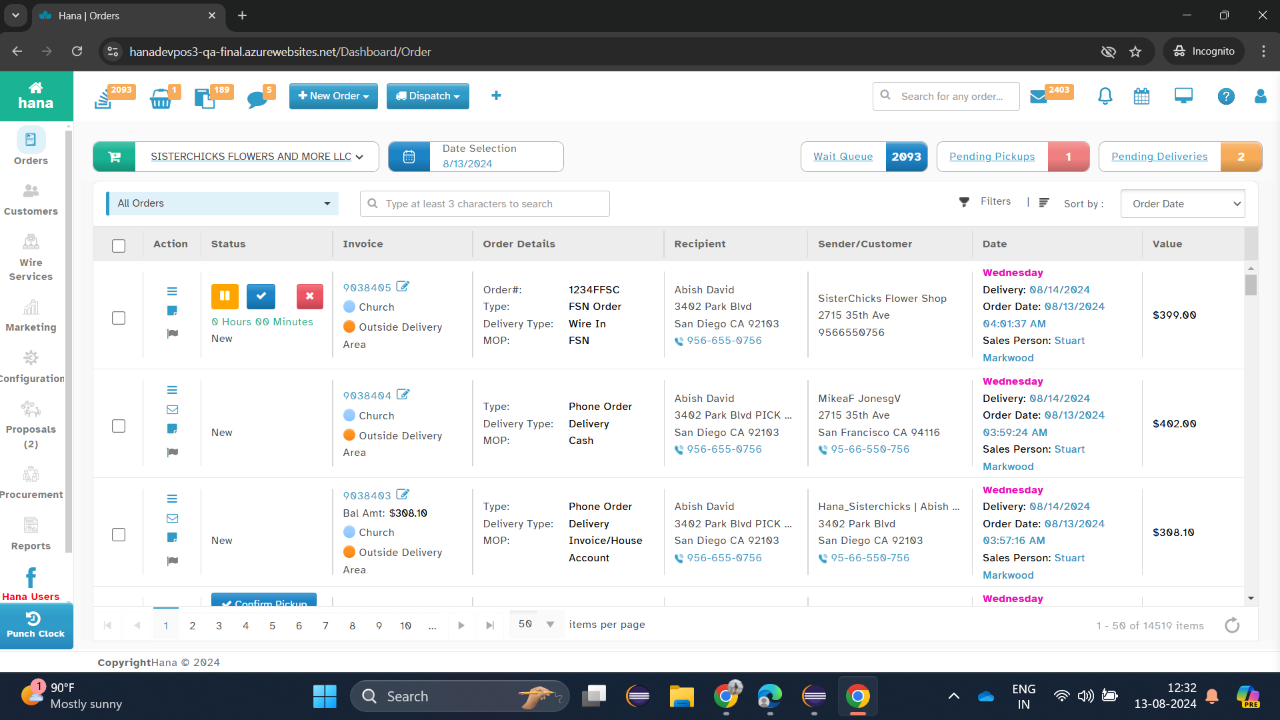 Hana | Orders
hanadevpos3-qa-final.azurewebsites.net/Dashboard/Order
Incognito
hana
2093
1
189
5
New Order
Dispatch
Search for any order...
2403
Orders
Customers
Wire
Services
Marketing
Configuration
Proposals
(2)
Procurement
Reports
Hana Users
Punch Clock
SISTERCHICKS FLOWERS AND MORE LLC
Date Selection
8/13/2024
Wait Queue 2093
Pending Pickups 1
Pending Deliveries 2
All Orders
Type at least 3 characters to search
Filters | Sort by : Order Date
Action Status Invoice Order Details Recipient Sender/Customer Date Value
0 Hours 00 Minutes
New
9038405
Church
Outside Delivery
Area
Order#: 1234FFSC
Type: FSN Order
Delivery Type: Wire In
MOP: FSN
Abish David
3402 Park Blvd
San Diego CA 92103
956-655-0756
SisterChicks Flower Shop
2715 35th Ave
9566550756
Wednesday
Delivery: 08/14/2024
Order Date: 08/13/2024
04:01:37 AM
Sales Person: Stuart
Markwood
$399.00
New
9038404
Church
Outside Delivery
Area
Type: Phone Order
Delivery Type: Delivery
MOP: Cash
Abish David
3402 Park Blvd PICK ...
San Diego CA 92103
956-655-0756
MikeaF JonesgV
2715 35th Ave
San Francisco CA 94116
95-66-550-756
Wednesday
Delivery: 08/14/2024
Order Date: 08/13/2024
03:59:24 AM
Sales Person: Stuart
Markwood
$402.00
New
9038403
Bal Amt: $308.10
Church
Outside Delivery
Area
Type: Phone Order
Delivery Type: Delivery
MOP: Invoice/House
Account
Abish David
3402 Park Blvd PICK ...
San Diego CA 92103
956-655-0756
Hana_Sisterchicks | Abish ...
3402 Park Blvd
San Diego CA 92103
95-66-550-756
Wednesday
Delivery: 08/14/2024
Order Date: 08/13/2024
03:57:16 AM
Sales Person: Stuart
Markwood
$308.10
Confirm Pickup
Wednesday
1 2 3 4 5 6 7 8 9 10 ...
50 items per page
1 - 50 of 14519 items
CopyrightHana © 2024
1
90°F
Mostly sunny
Search
ENG
IN
12:32
13-08-2024
PRE